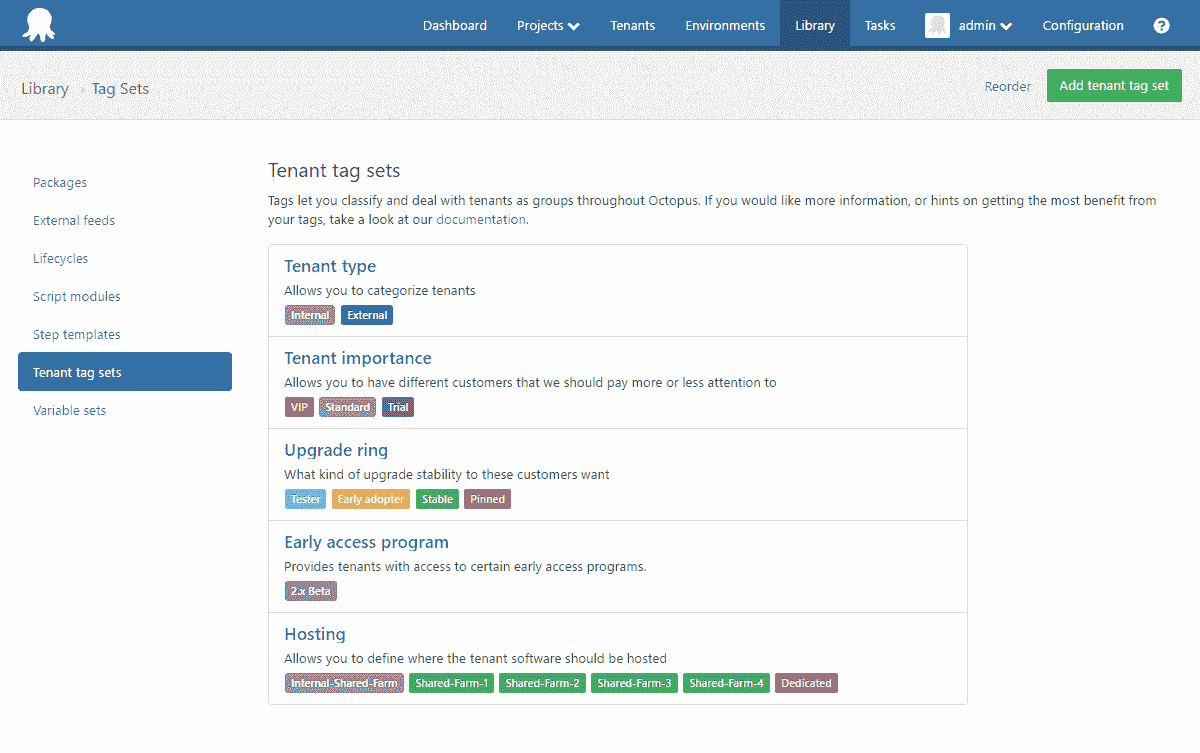 Dashboard Projects Tenants Environments Library Tasks admin Configuration ?
Library › Tag Sets
Reorder Add tenant tag set
Packages
External feeds
Lifecycles
Script modules
Step templates
Tenant tag sets
Variable sets
Tenant tag sets
Tags let you classify and deal with tenants as groups throughout Octopus. If you would like more information, or hints on getting the most benefit from
your tags, take a look at our documentation.
Tenant type
Allows you to categorize tenants
Internal External
Tenant importance
Allows you to have different customers that we should pay more or less attention to
VIP Standard Trial
Upgrade ring
What kind of upgrade stability to these customers want
Tester Early adopter Stable Pinned
Early access program
Provides tenants with access to certain early access programs.
2.x Beta
Hosting
Allows you to define where the tenant software should be hosted
Internal-Shared-Farm Shared-Farm-1 Shared-Farm-2 Shared-Farm-3 Shared-Farm-4 Dedicated